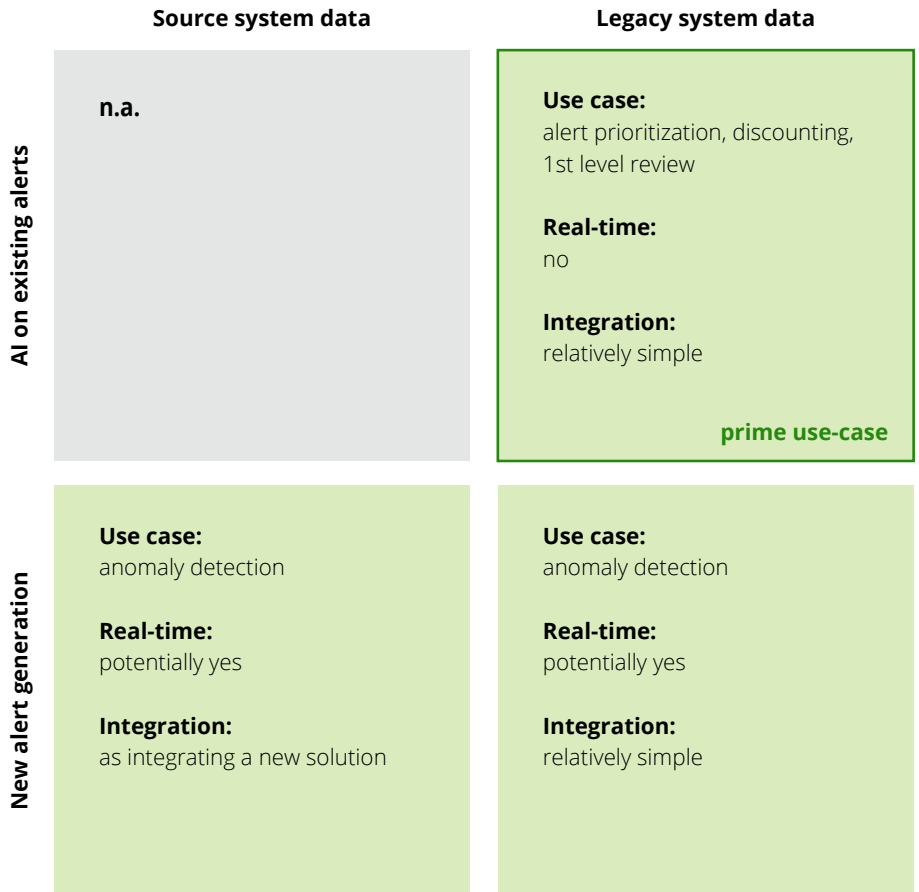 Source system data
Legacy system data
AI on existing alerts
n.a.
Use case:
alert prioritization, discounting,
1st level review
Real-time:
no
Integration:
relatively simple
prime use-case
New alert generation
Use case:
anomaly detection
Real-time:
potentially yes
Integration:
as integrating a new solution
Use case:
anomaly detection
Real-time:
potentially yes
Integration:
relatively simple